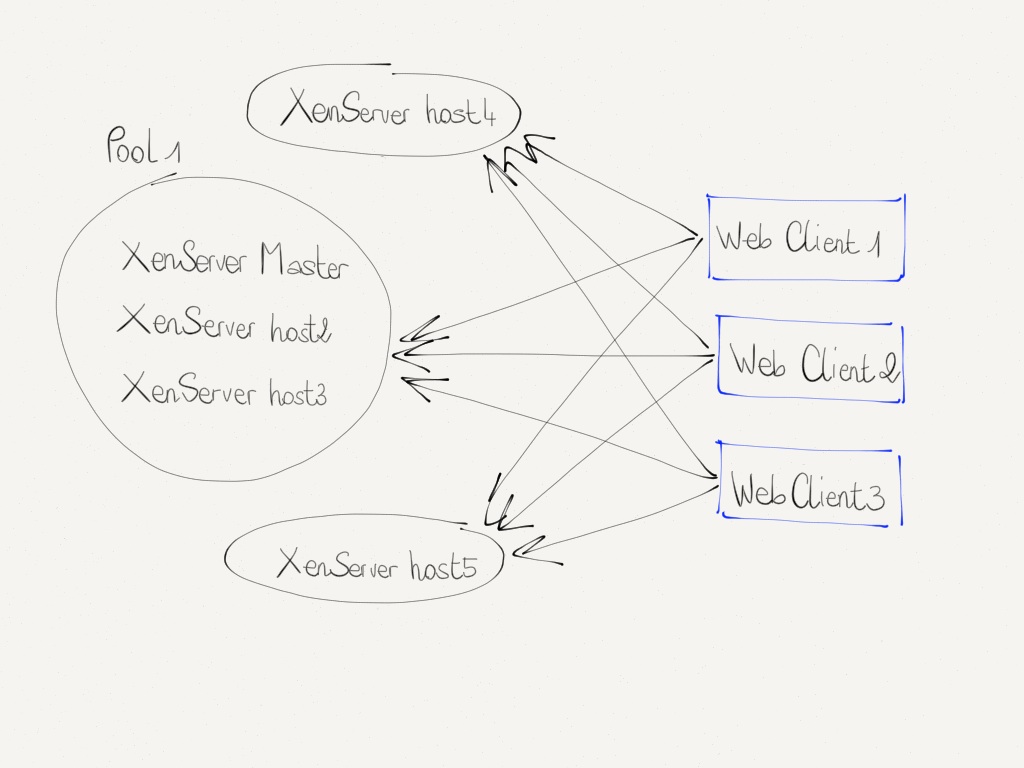 XenServer host4
Pool 1
XenServer Master
XenServer host2
XenServer host3
XenServer host5
Web Client 1
Web Client 2
Web Client 3